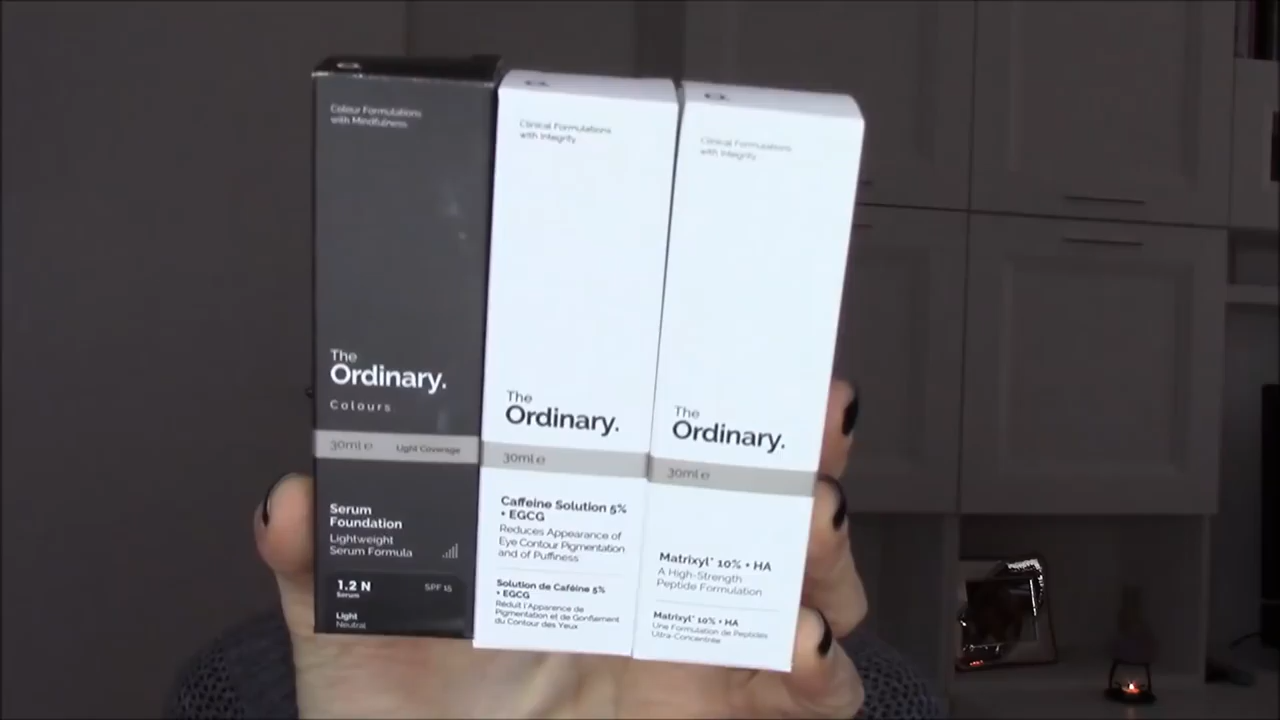 Colour Formulations
with Mindfulness
The
Ordinary.
Colours
30ml e
Light Coverage
Serum
Foundation
Lightweight
Serum Formula
1.2 N
Serum
SPF 15
Light
Neutral
Clinical Formulations
with Integrity
The
Ordinary.
30ml e
Caffeine Solution 5%
+ EGCG
Reduces Appearance of
Eye Contour Pigmentation
and of Puffiness
Solution de Caféine 5%
+ EGCG
Réduit l'Apparence de
Pigmentation et de Gonflement
du Contour des Yeux
Clinical Formulations
with Integrity
The
Ordinary.
30ml e
Matrixyl™ 10% + HA
A High-Strength
Peptide Formulation
Matrixyl™ 10% + HA
Une Formulation de Peptides
Ultra-Concentrée